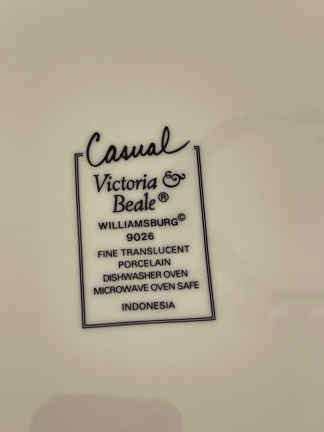 Casual
Victoria &
Beale®
WILLIAMSBURG©
9026
FINE TRANSLUCENT
PORCELAIN
DISHWASHER OVEN
MICROWAVE OVEN SAFE
INDONESIA